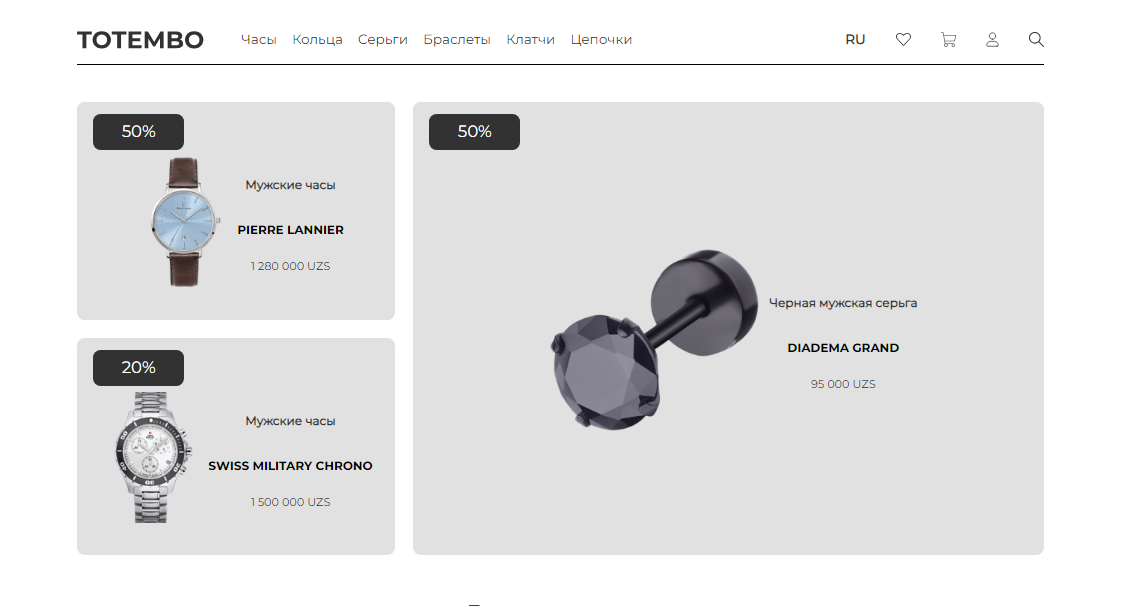 TOTEMBO
Часы Кольца Серьги Браслеты Клатчи Цепочки
RU
50%
Мужские часы
PIERRE LANNIER
1 280 000 UZS
20%
Мужские часы
SWISS MILITARY CHRONO
1 500 000 UZS
50%
Черная мужская серьга
DIADEMA GRAND
95 000 UZS